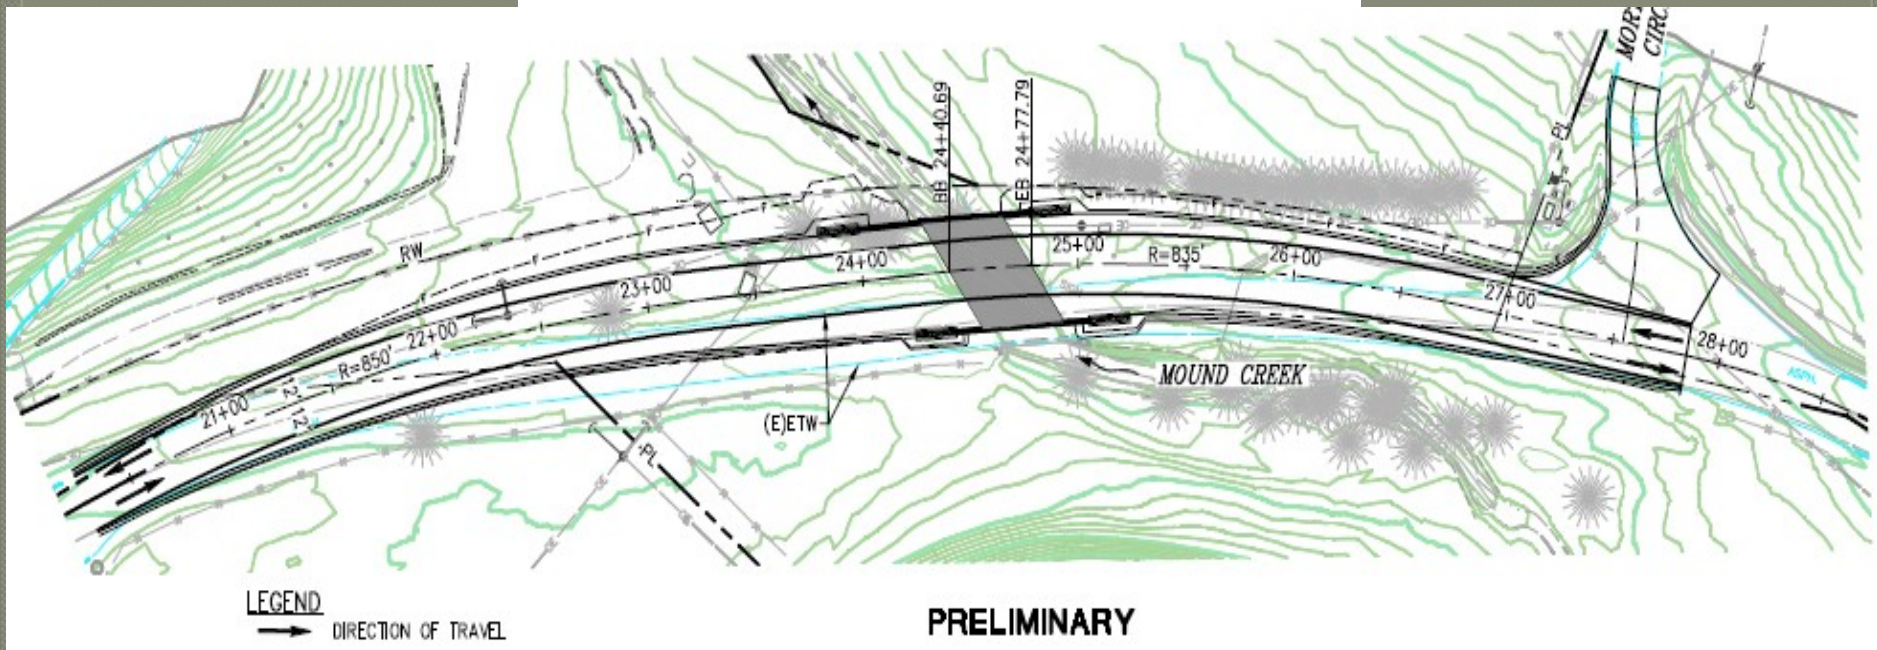 MOR
CIRC
BB 24+40.69
EB 24+77.79
PL
RW
F
F
F
F
F
F
25+00
R=835'
26+00
24+00
23+00
27+00
22+00
R=850'
28+00
21+00
12'
12'
MOUND CREEK
ASPH.
(E)ETW
PL
LEGEND
DIRECTION OF TRAVEL
PRELIMINARY